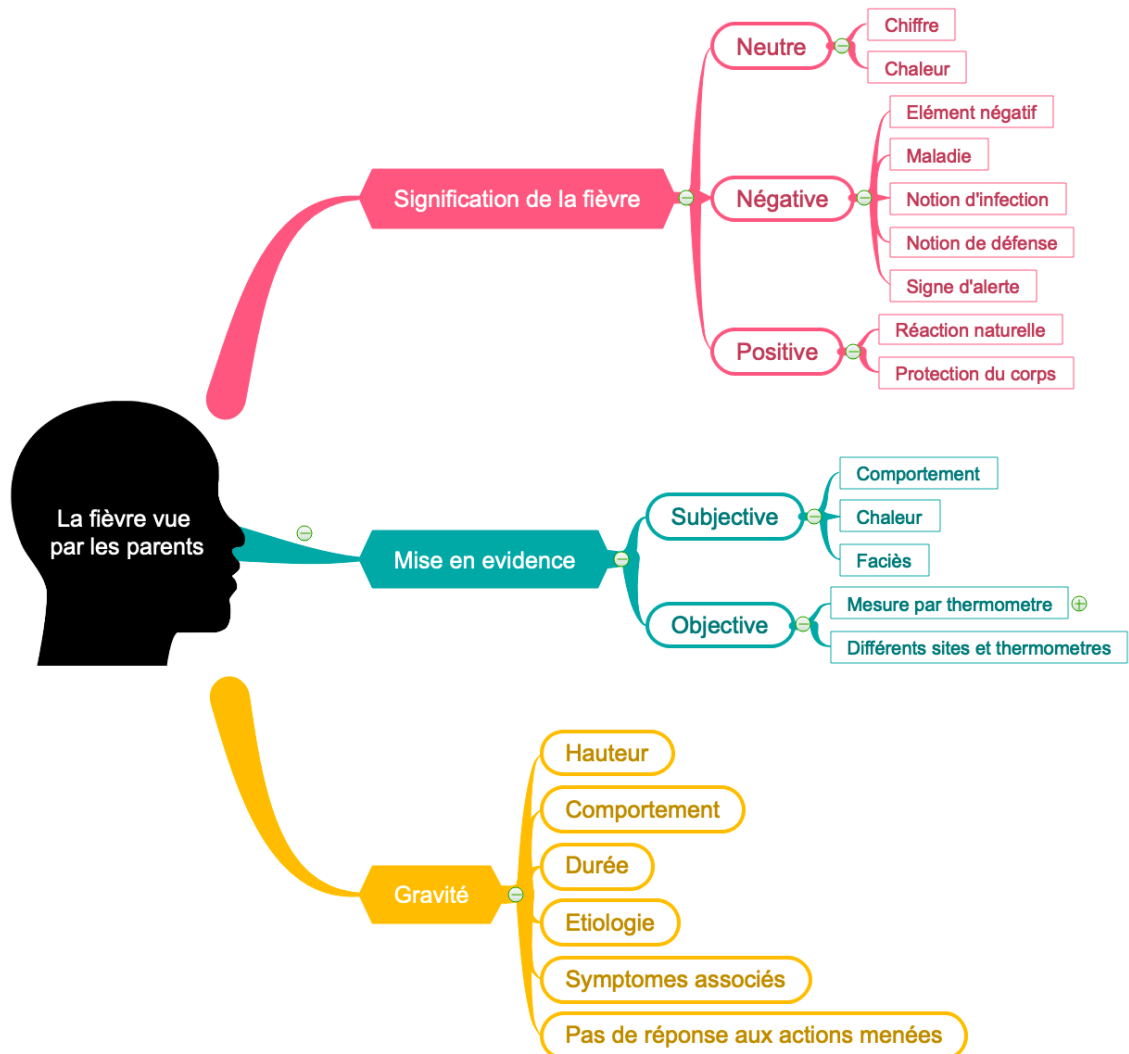 La fièvre vue
par les parents
Signification de la fièvre
Neutre
Chiffre
Chaleur
Négative
Elément négatif
Maladie
Notion d'infection
Notion de défense
Signe d'alerte
Positive
Réaction naturelle
Protection du corps
Mise en evidence
Subjective
Comportement
Chaleur
Faciès
Objective
Mesure par thermometre
Différents sites et thermometres
Gravité
Hauteur
Comportement
Durée
Etiologie
Symptomes associés
Pas de réponse aux actions menées